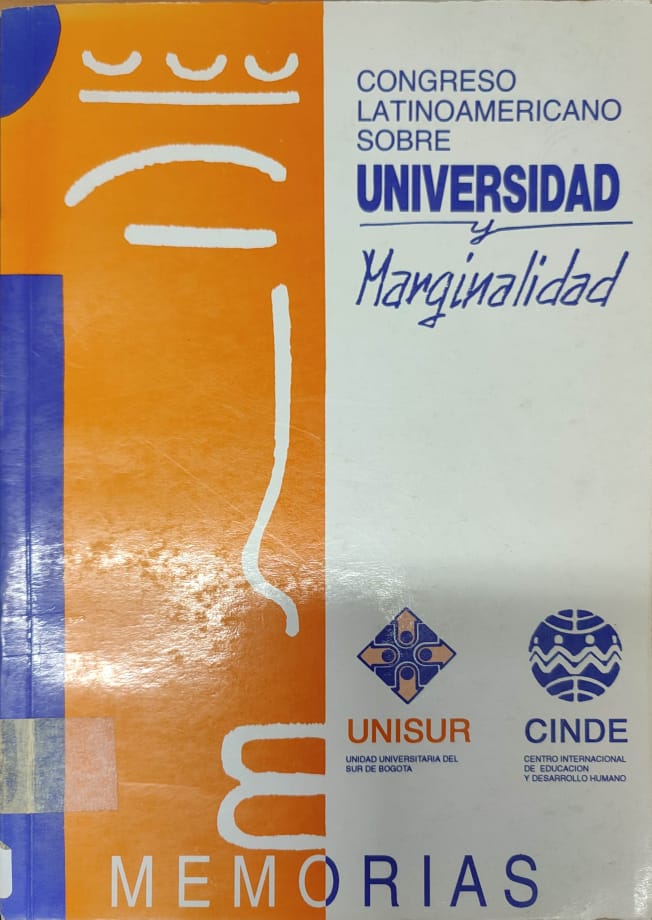 CONGRESO
LATINOAMERICANO
SOBRE
UNIVERSIDAD
y
Marginalidad
UNISUR
UNIDAD UNIVERSITARIA DEL
SUR DE BOGOTA
CINDE
CENTRO INTERNACIONAL
DE EDUCACION
Y DESARROLLO HUMANO
MEMORIAS